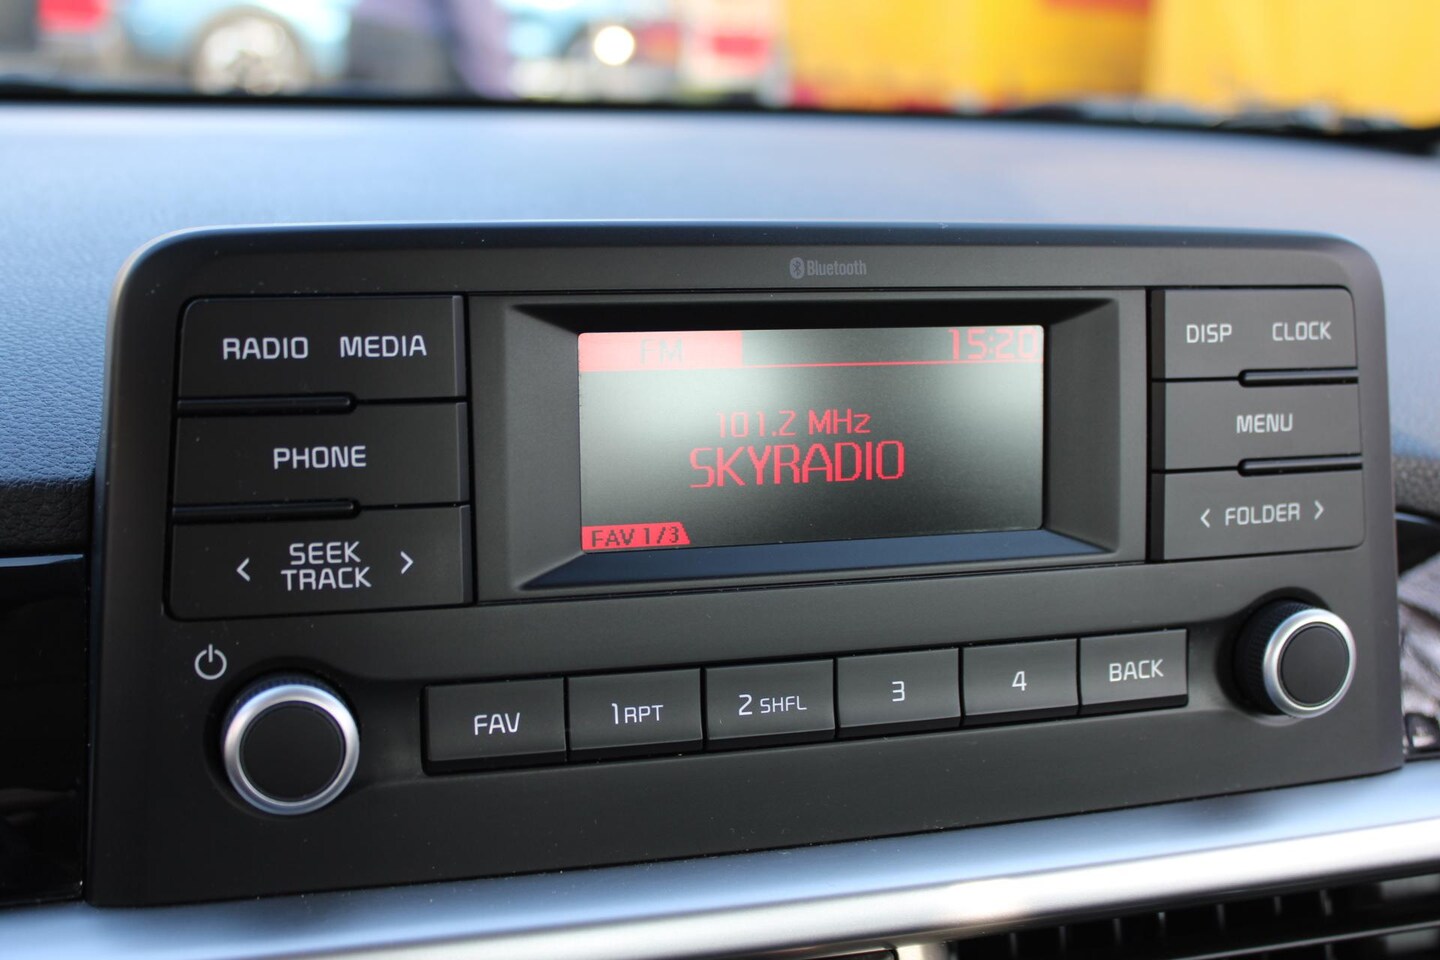 Bluetooth
RADIO MEDIA
PHONE
< SEEK TRACK >
FM 15:20
101.2 MHz
SKYRADIO
FAV 1/3
DISP CLOCK
MENU
< FOLDER >
FAV 1 RPT 2 SHFL 3 4 BACK